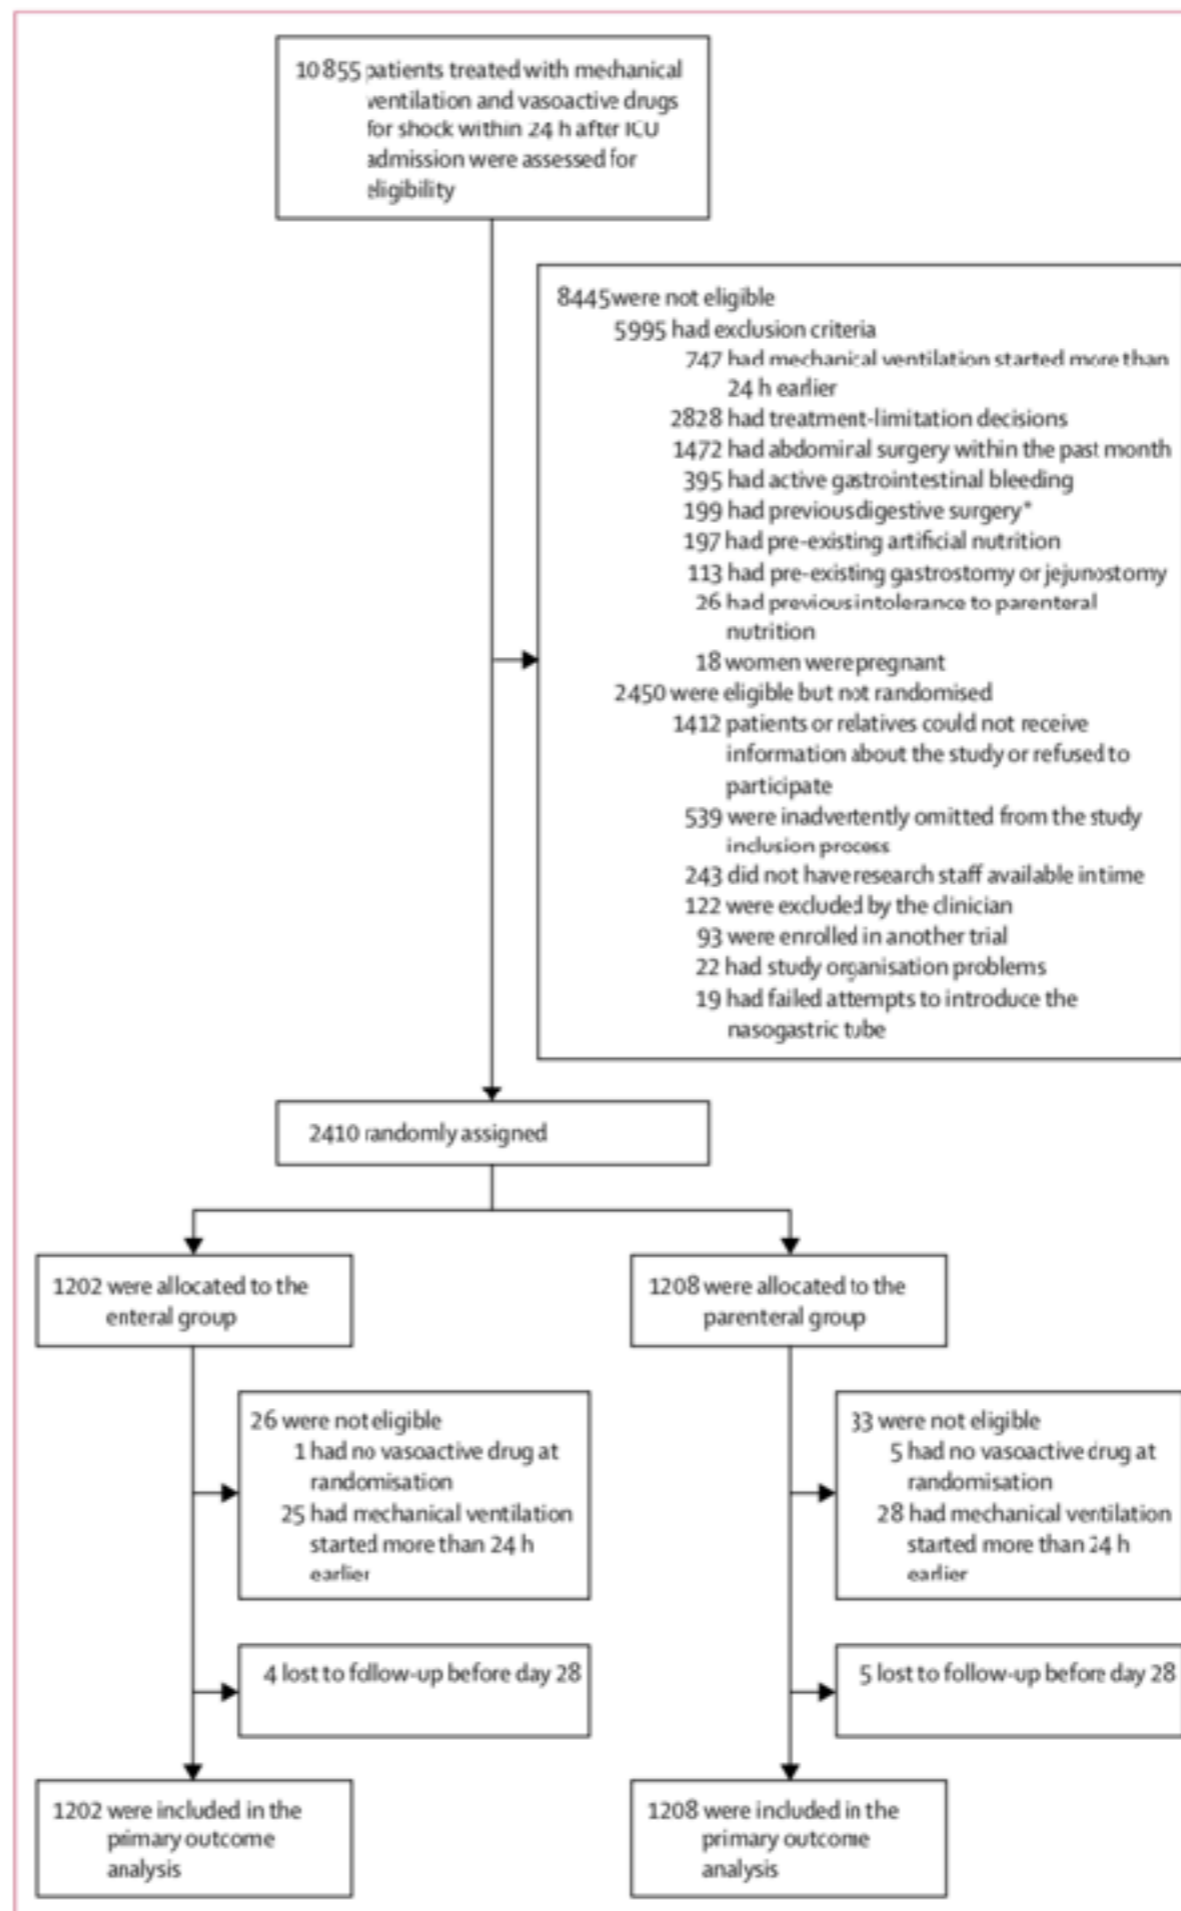 10 855 patients treated with mechanical
ventilation and vasoactive drugs
for shock within 24 h after ICU
admission were assessed for
eligibility
8445 were not eligible
5995 had exclusion criteria
747 had mechanical ventilation started more than
24 h earlier
2828 had treatment-limitation decisions
1472 had abdomiral surgery within the past month
395 had active gastrointestinal bleeding
199 had previous digestive surgery*
197 had pre-existing artificial nutrition
113 had pre-existing gastrostomy or jejunostomy
26 had previous intolerance to parenteral
nutrition
18 women were pregnant
2450 were eligible but not randomised
1412 patients or relatives could not receive
information about the study or refused to
participate
539 were inadvertently omitted from the study
inclusion process
243 did not have research staff available in time
122 were excluded by the clinician
93 were enrolled in another trial
22 had study organisation problems
19 had failed attempts to introduce the
nasogastric tube
2410 randomly assigned
1202 were allocated to the
enteral group
1208 were allocated to the
parenteral group
26 were not eligible
1 had no vasoactive drug at
randomisation
25 had mechanical ventilation
started more than 24 h
earlier
33 were not eligible
5 had no vasoactive drug at
randomisation
28 had mechanical ventilation
started more than 24 h
earlier
4 lost to follow-up before day 28
5 lost to follow-up before day 28
1202 were included in the
primary outcome
analysis
1208 were included in the
primary outcome
analysis